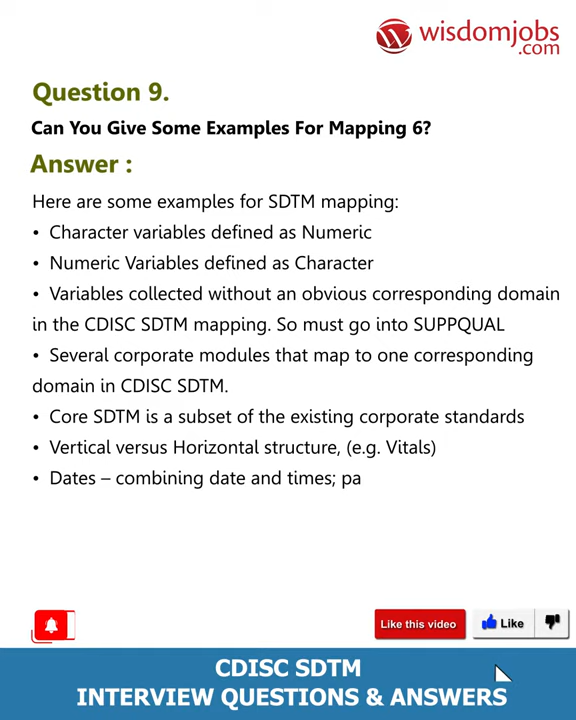 wisdomjobs
.com
Question 9.
Can You Give Some Examples For Mapping 6?
Answer :
Here are some examples for SDTM mapping:
• Character variables defined as Numeric
• Numeric Variables defined as Character
• Variables collected without an obvious corresponding domain
in the CDISC SDTM mapping. So must go into SUPPQUAL
• Several corporate modules that map to one corresponding
domain in CDISC SDTM.
• Core SDTM is a subset of the existing corporate standards
• Vertical versus Horizontal structure, (e.g. Vitals)
• Dates – combining date and times; pa
Like this video
Like
CDISC SDTM
INTERVIEW QUESTIONS & ANSWERS